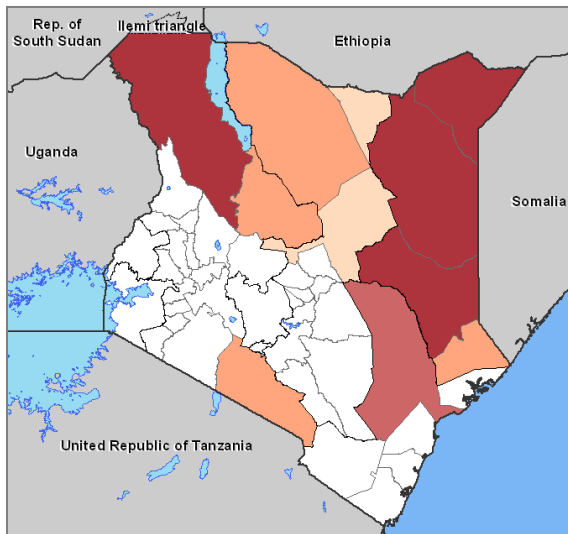 Rep. of
South Sudan
Ilemi triangle
Ethiopia
Uganda
Somalia
United Republic of Tanzania